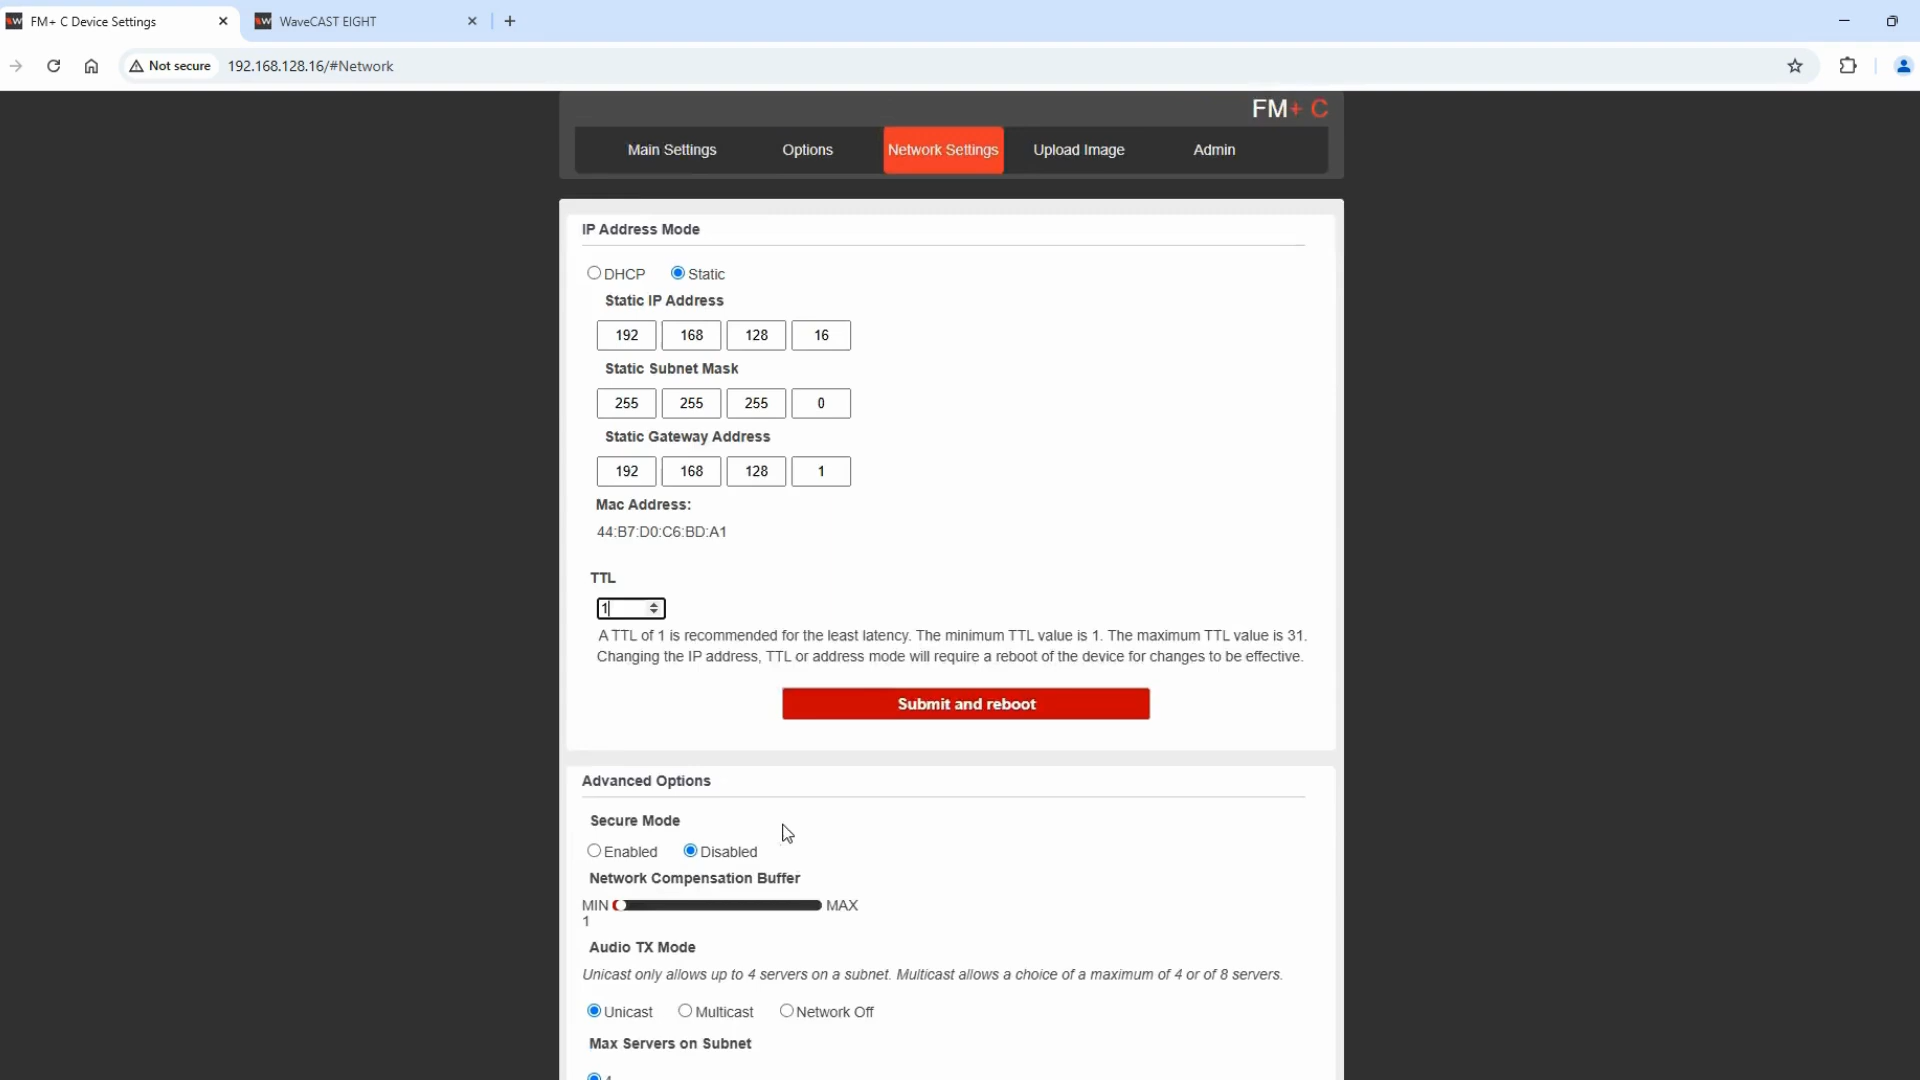 FM+ C Device Settings
WaveCAST EIGHT
Not secure
192.168.128.16/#Network
FM+ C
Main Settings
Options
Network Settings
Upload Image
Admin
IP Address Mode
DHCP
Static
Static IP Address
192
168
128
16
Static Subnet Mask
255
255
255
0
Static Gateway Address
192
168
128
1
Mac Address:
44:B7:D0:C6:BD:A1
TTL
1
A TTL of 1 is recommended for the least latency. The minimum TTL value is 1. The maximum TTL value is 31.
Changing the IP address, TTL or address mode will require a reboot of the device for changes to be effective.
Submit and reboot
Advanced Options
Secure Mode
Enabled
Disabled
Network Compensation Buffer
MIN
MAX
1
Audio TX Mode
Unicast only allows up to 4 servers on a subnet. Multicast allows a choice of a maximum of 4 or of 8 servers.
Unicast
Multicast
Network Off
Max Servers on Subnet